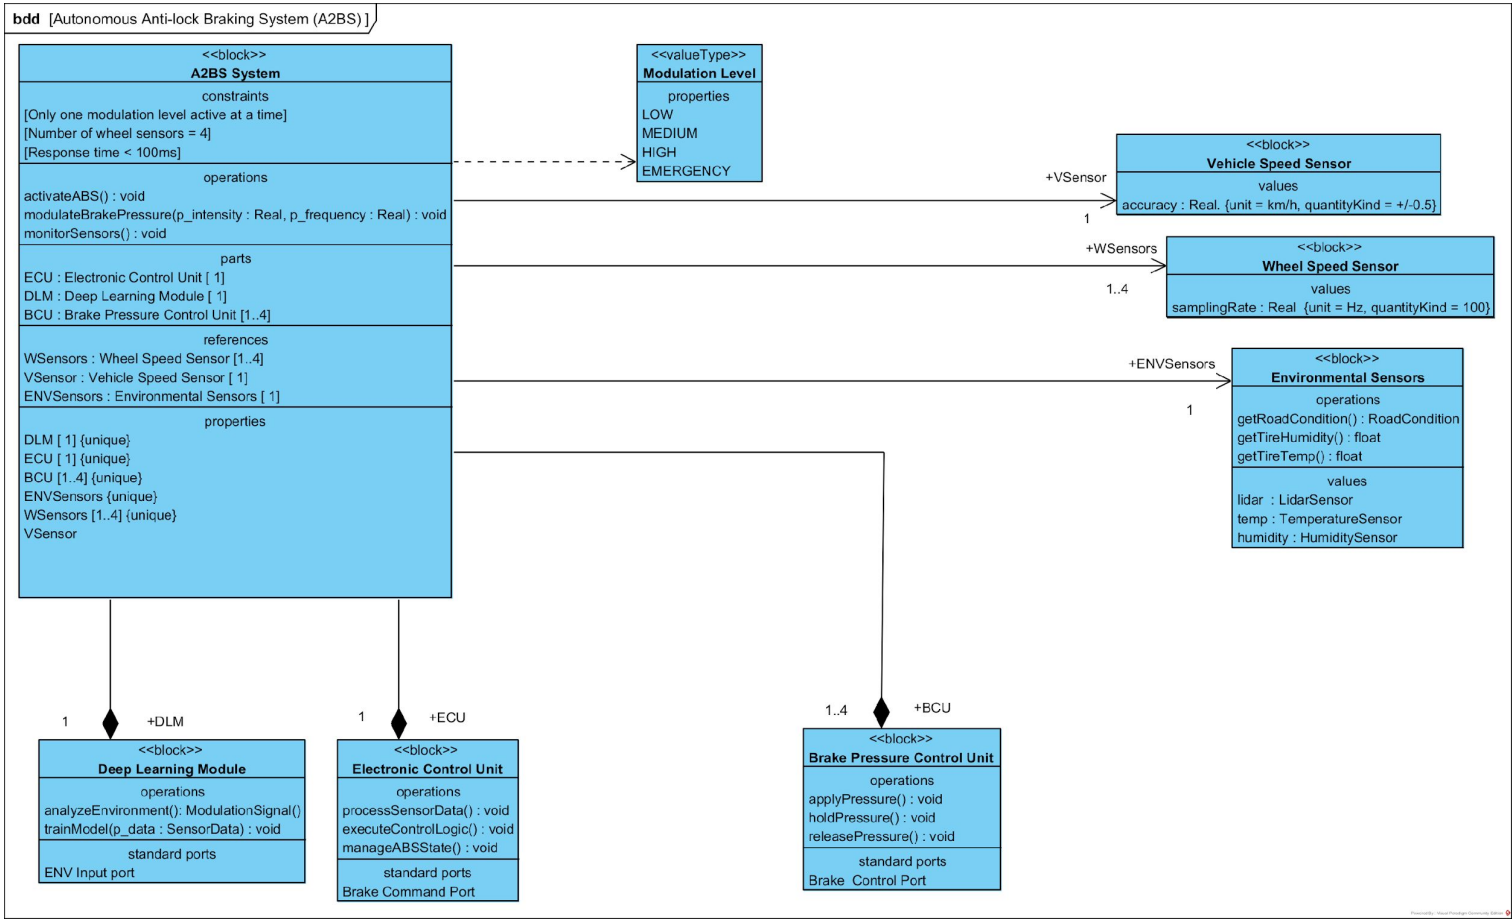 bdd [Autonomous Anti-lock Braking System (A2BS) ]
<<block>>
A2BS System
constraints
[Only one modulation level active at a time]
[Number of wheel sensors = 4]
[Response time < 100ms]
operations
activateABS() : void
modulateBrakePressure(p_intensity : Real, p_frequency : Real) : void
monitorSensors() : void
parts
ECU : Electronic Control Unit [ 1]
DLM : Deep Learning Module [ 1]
BCU : Brake Pressure Control Unit [1..4]
references
WSensors : Wheel Speed Sensor [1..4]
VSensor : Vehicle Speed Sensor [ 1]
ENVSensors : Environmental Sensors [ 1]
properties
DLM [ 1] {unique}
ECU [ 1] {unique}
BCU [1..4] {unique}
ENVSensors {unique}
WSensors [1..4] {unique}
VSensor
<<valueType>>
Modulation Level
properties
LOW
MEDIUM
HIGH
EMERGENCY
+VSensor
1
<<block>>
Vehicle Speed Sensor
values
accuracy : Real. {unit = km/h, quantityKind = +/-0.5}
+WSensors
1..4
<<block>>
Wheel Speed Sensor
values
samplingRate : Real {unit = Hz, quantityKind = 100}
+ENVSensors
1
<<block>>
Environmental Sensors
operations
getRoadCondition() : RoadCondition
getTireHumidity() : float
getTireTemp() : float
values
lidar : LidarSensor
temp : TemperatureSensor
humidity : HumiditySensor
1 +DLM
<<block>>
Deep Learning Module
operations
analyzeEnvironment(): ModulationSignal()
trainModel(p_data : SensorData) : void
standard ports
ENV Input port
1 +ECU
<<block>>
Electronic Control Unit
operations
processSensorData() : void
executeControlLogic() : void
manageABSState() : void
standard ports
Brake Command Port
1..4 +BCU
<<block>>
Brake Pressure Control Unit
operations
applyPressure() : void
holdPressure() : void
releasePressure() : void
standard ports
Brake Control Port